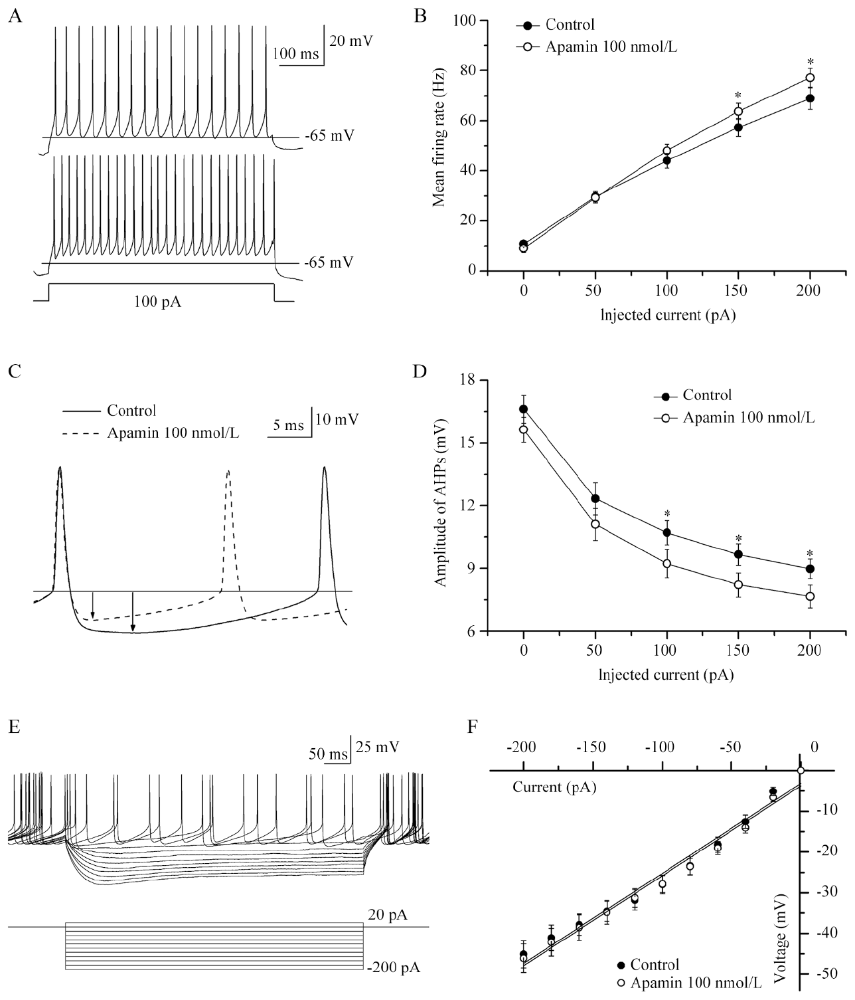 A
100 ms
20 mV
-65 mV
-65 mV
100 pA
B
Control
Apamin 100 nmol/L
Mean firing rate (Hz)
100
80
60
40
20
0
*
*
0 50 100 150 200
Injected current (pA)
C
Control
Apamin 100 nmol/L
5 ms
10 mV
D
Control
Apamin 100 nmol/L
Amplitude of AHPs (mV)
18
15
12
9
6
*
*
*
0 50 100 150 200
Injected current (pA)
E
50 ms
25 mV
20 pA
-200 pA
F
-200 -150 -100 -50 0
Current (pA)
-10
-20
-30
-40
-50
Voltage (mV)
Control
Apamin 100 nmol/L